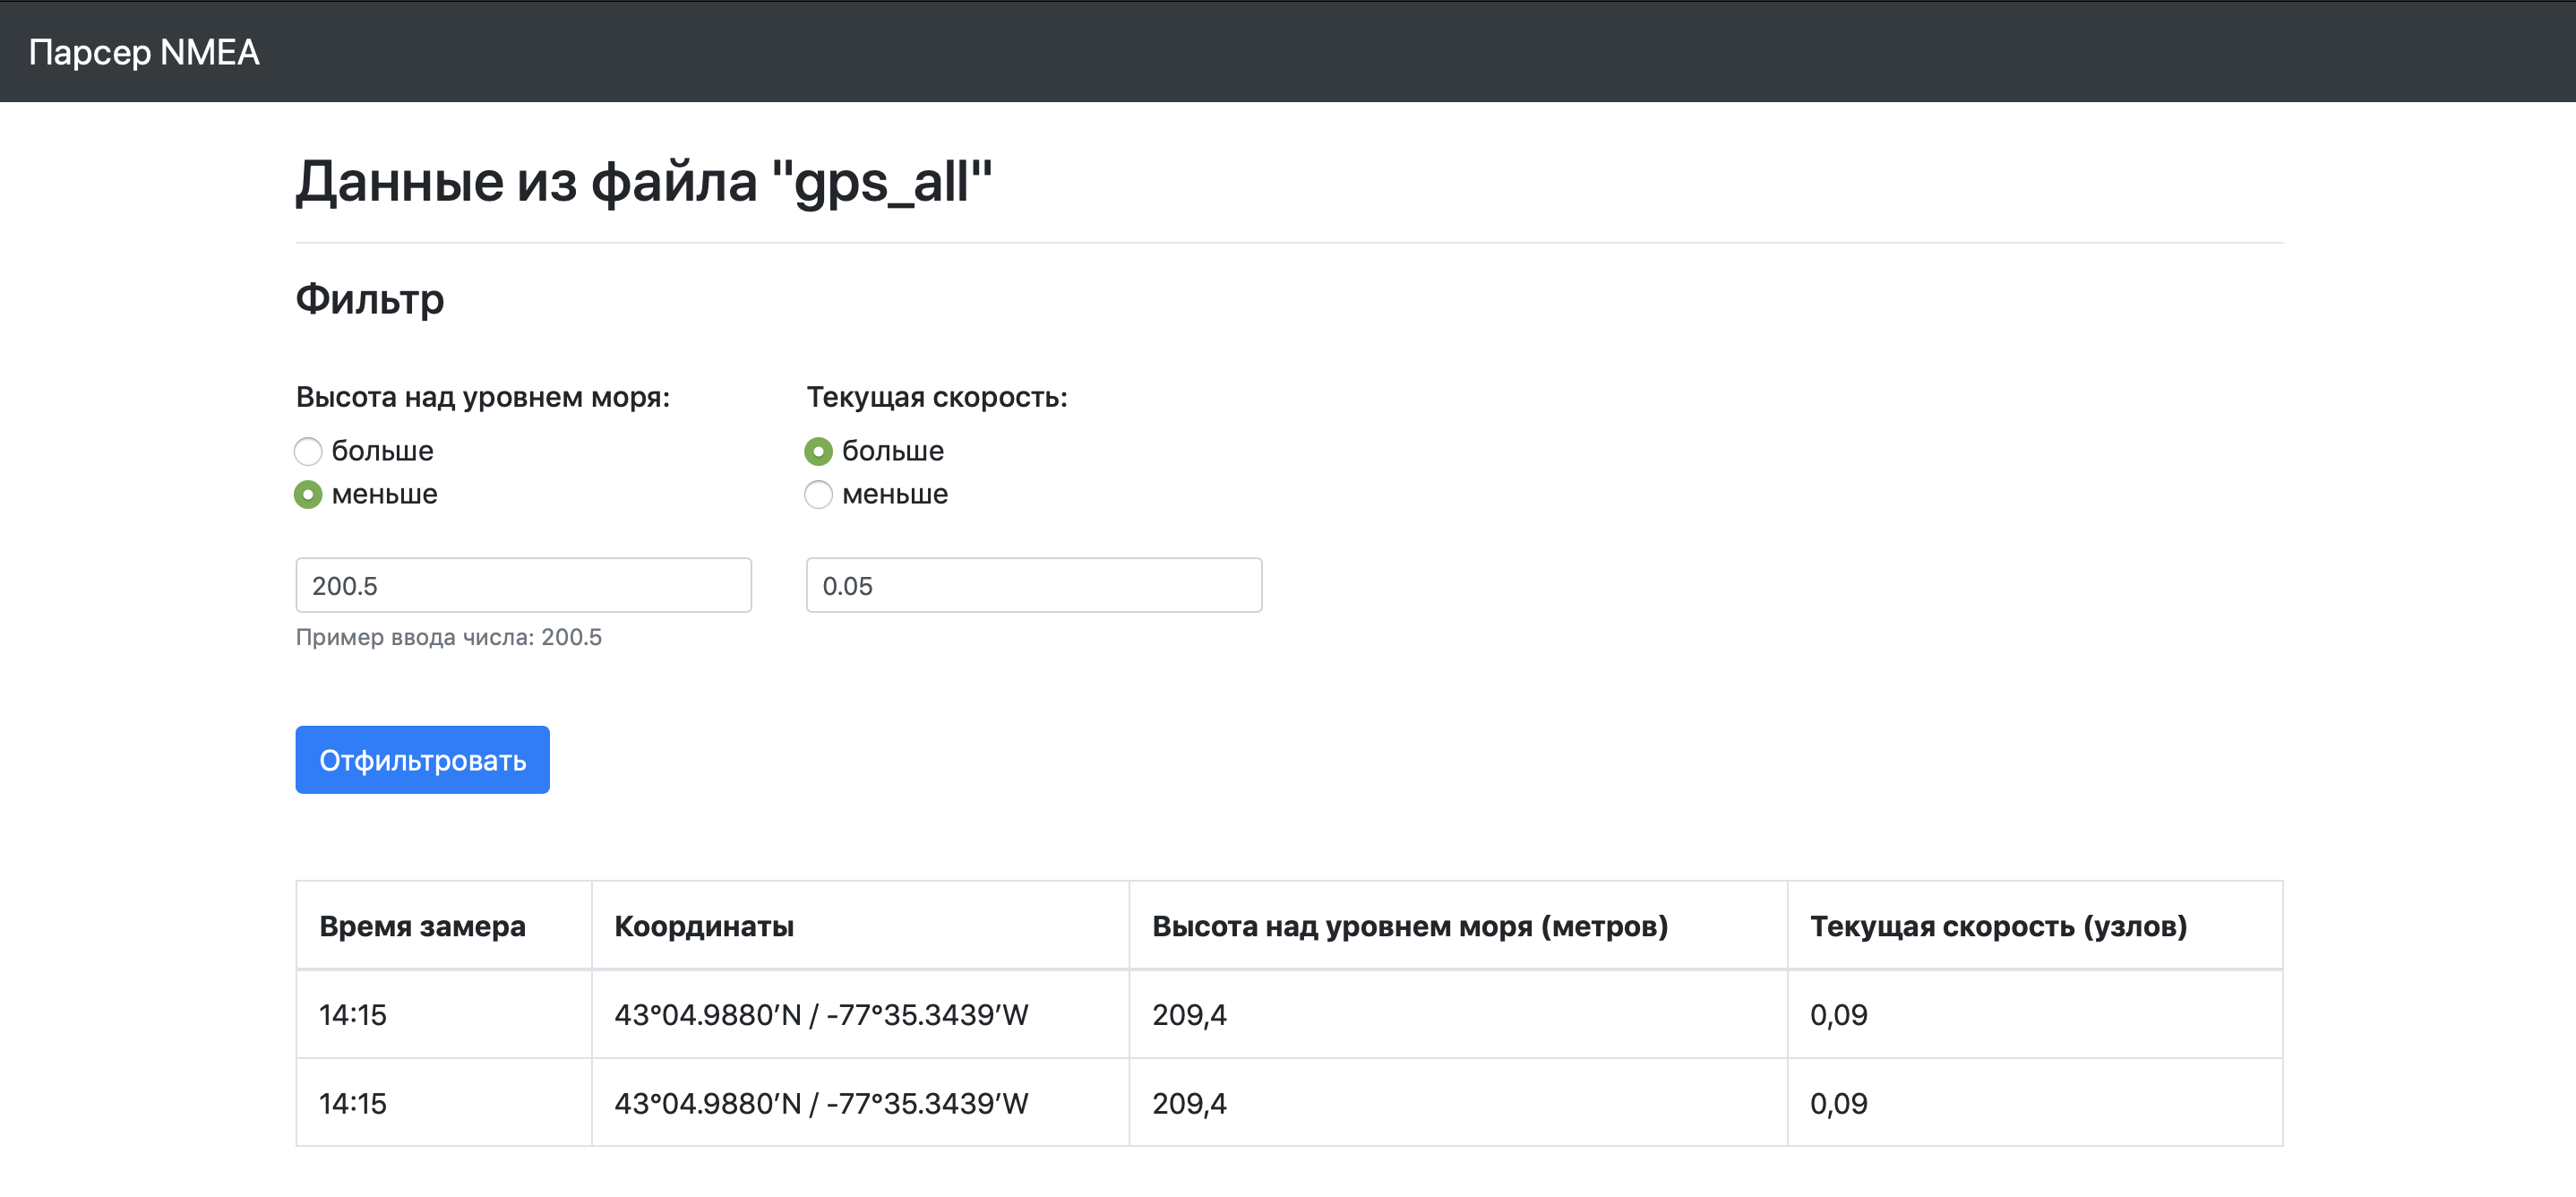 Парсер NMEA
Данные из файла "gps_all"
Фильтр
Высота над уровнем моря:
больше
меньше
200.5
Пример ввода числа: 200.5
Текущая скорость:
больше
меньше
0.05
Отфильтровать
Время замера Координаты Высота над уровнем моря (метров) Текущая скорость (узлов)
14:15 43°04.9880’N / -77°35.3439’W 209,4 0,09
14:15 43°04.9880’N / -77°35.3439’W 209,4 0,09